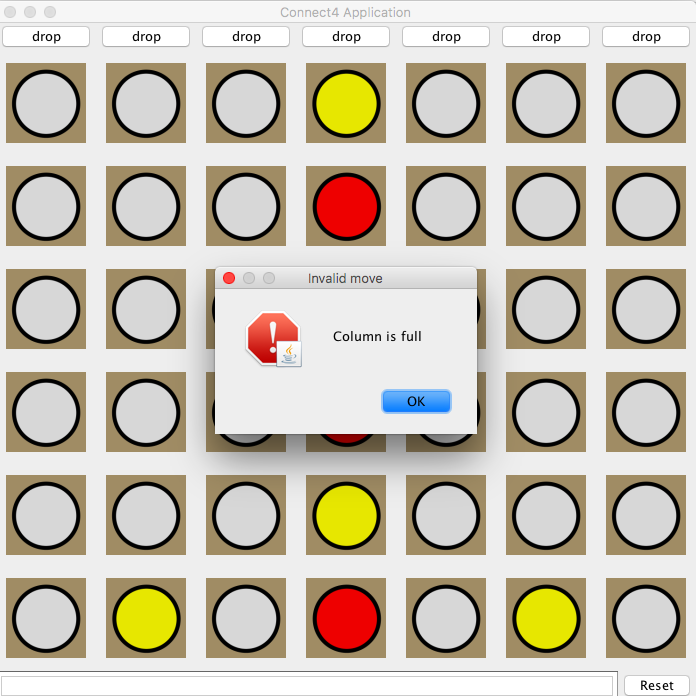 Connect4 Application
drop drop drop drop drop drop drop
Invalid move
Column is full
OK
Reset